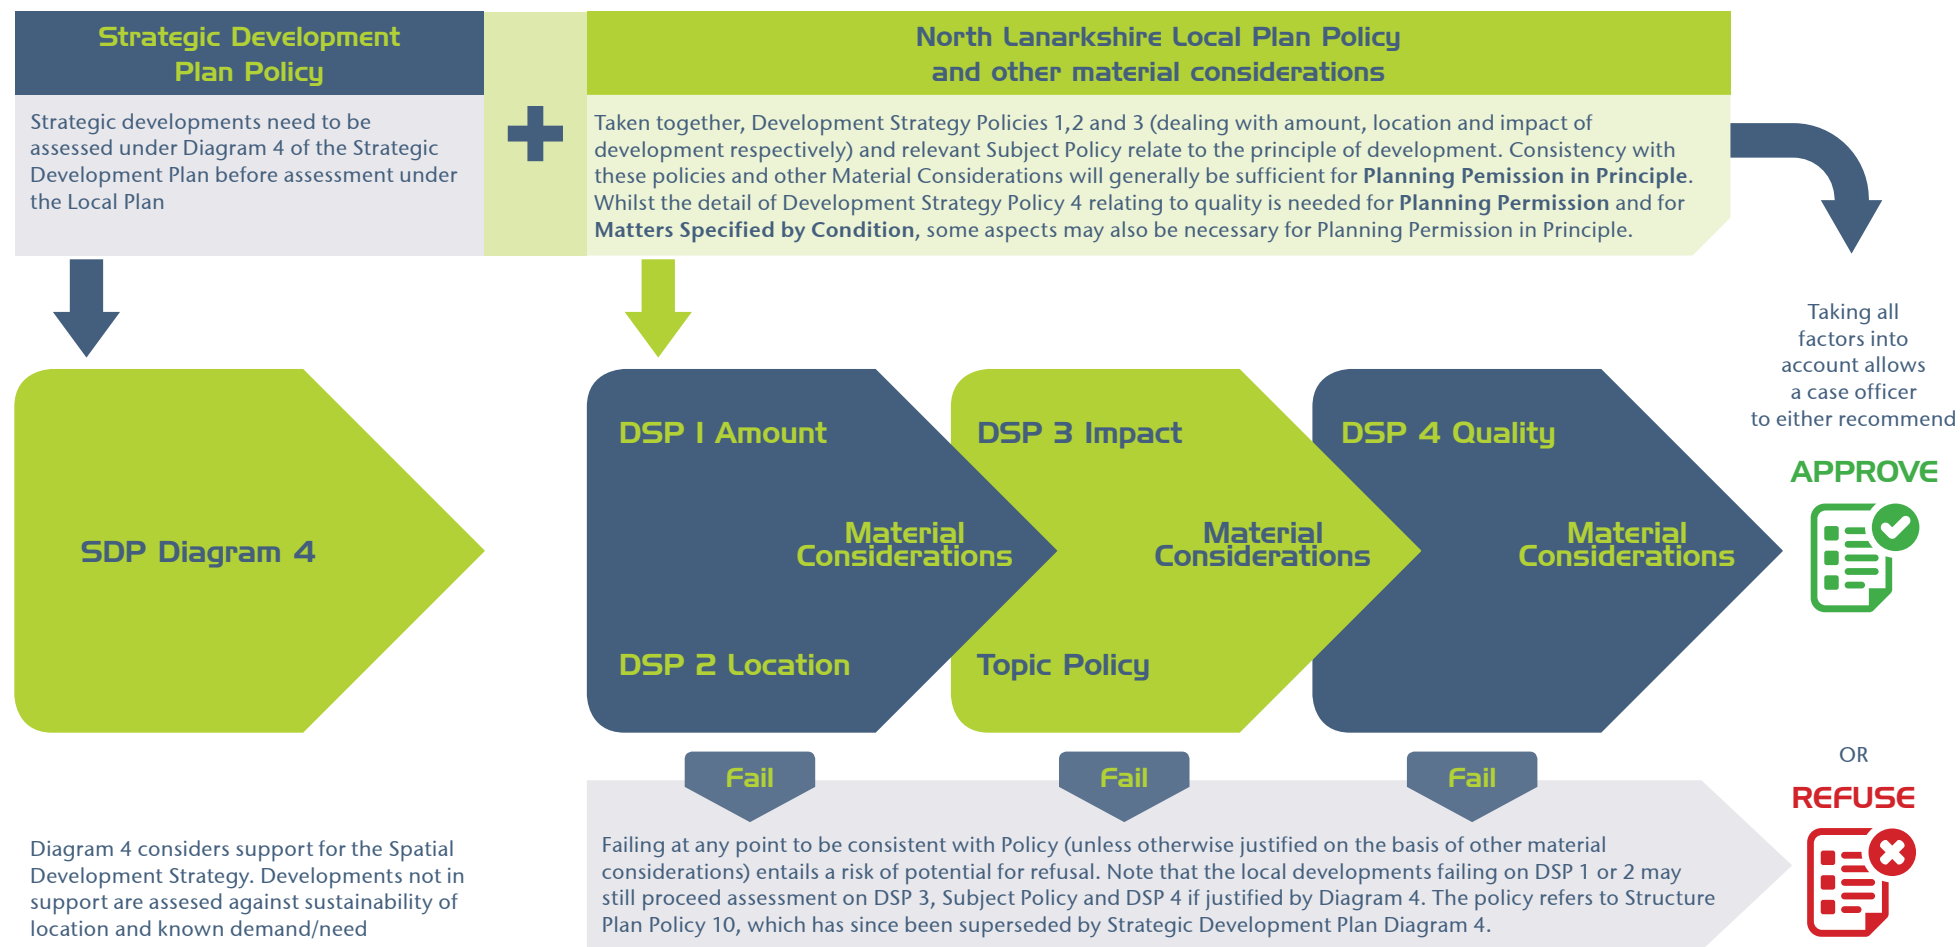 Strategic Development
Plan Policy
Strategic developments need to be
assessed under Diagram 4 of the Strategic
Development Plan before assessment under
the Local Plan
North Lanarkshire Local Plan Policy
and other material considerations
Taken together, Development Strategy Policies 1,2 and 3 (dealing with amount, location and impact of
development respectively) and relevant Subject Policy relate to the principle of development. Consistency with
these policies and other Material Considerations will generally be sufficient for Planning Pemission in Principle.
Whilst the detail of Development Strategy Policy 4 relating to quality is needed for Planning Permission and for
Matters Specified by Condition, some aspects may also be necessary for Planning Permission in Principle.
SDP Diagram 4
DSP 1 Amount
Material
Considerations
DSP 2 Location
DSP 3 Impact
Material
Considerations
Topic Policy
DSP 4 Quality
Material
Considerations
Taking all
factors into
account allows
a case officer
to either recommend
APPROVE
OR
REFUSE
Fail
Fail
Fail
Diagram 4 considers support for the Spatial
Development Strategy. Developments not in
support are assesed against sustainability of
location and known demand/need
Failing at any point to be consistent with Policy (unless otherwise justified on the basis of other material
considerations) entails a risk of potential for refusal. Note that the local developments failing on DSP 1 or 2 may
still proceed assessment on DSP 3, Subject Policy and DSP 4 if justified by Diagram 4. The policy refers to Structure
Plan Policy 10, which has since been superseded by Strategic Development Plan Diagram 4.